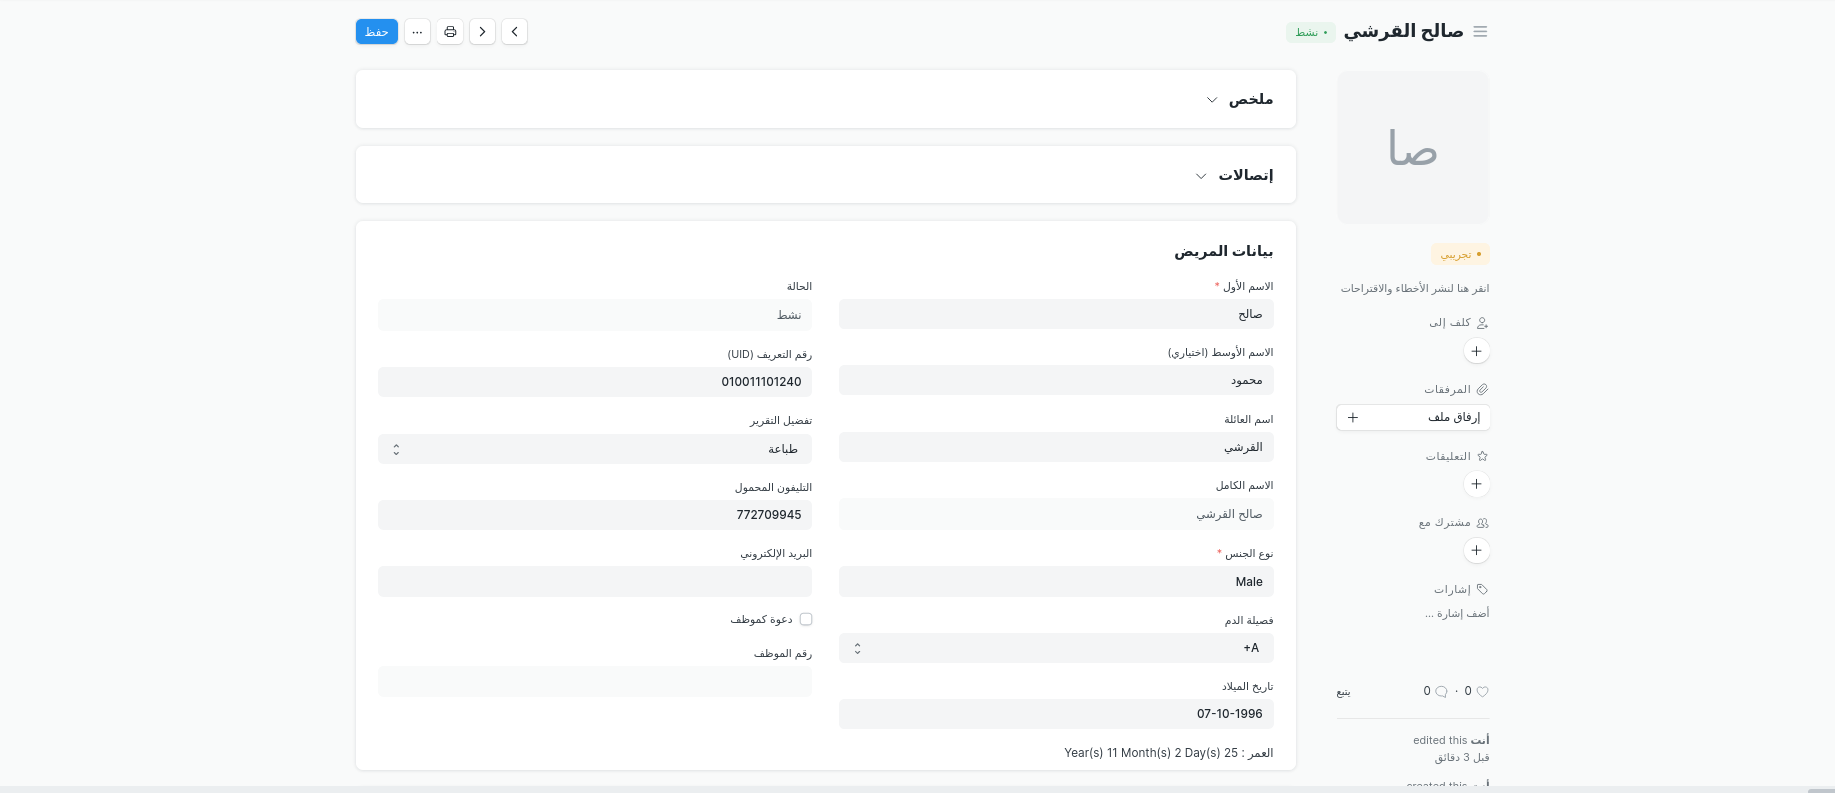 صالح القرشي
• نشط
...
حفظ
صا
• تجريبي
انقر هنا لنشر الأخطاء والاقتراحات
كلف إلى
+
المرفقات
إرفاق ملف +
التعليقات
+
مشترك مع
+
إشارات
أضف إشارة ...
0 · 0
يتبع
أنت edited this
قبل 3 دقائق
أنت created this
ملخص
إتصالات
بيانات المريض
الاسم الأول *
صالح
الاسم الأوسط (اختياري)
محمود
اسم العائلة
القرشي
الاسم الكامل
صالح القرشي
نوع الجنس *
Male
فصيلة الدم
+A
تاريخ الميلاد
07-10-1996
العمر : 25 Year(s) 11 Month(s) 2 Day(s)
الحالة
نشط
رقم التعريف (UID)
010011101240
تفضيل التقرير
طباعة
التليفون المحمول
772709945
البريد الإلكتروني
دعوة كموظف
رقم الموظف